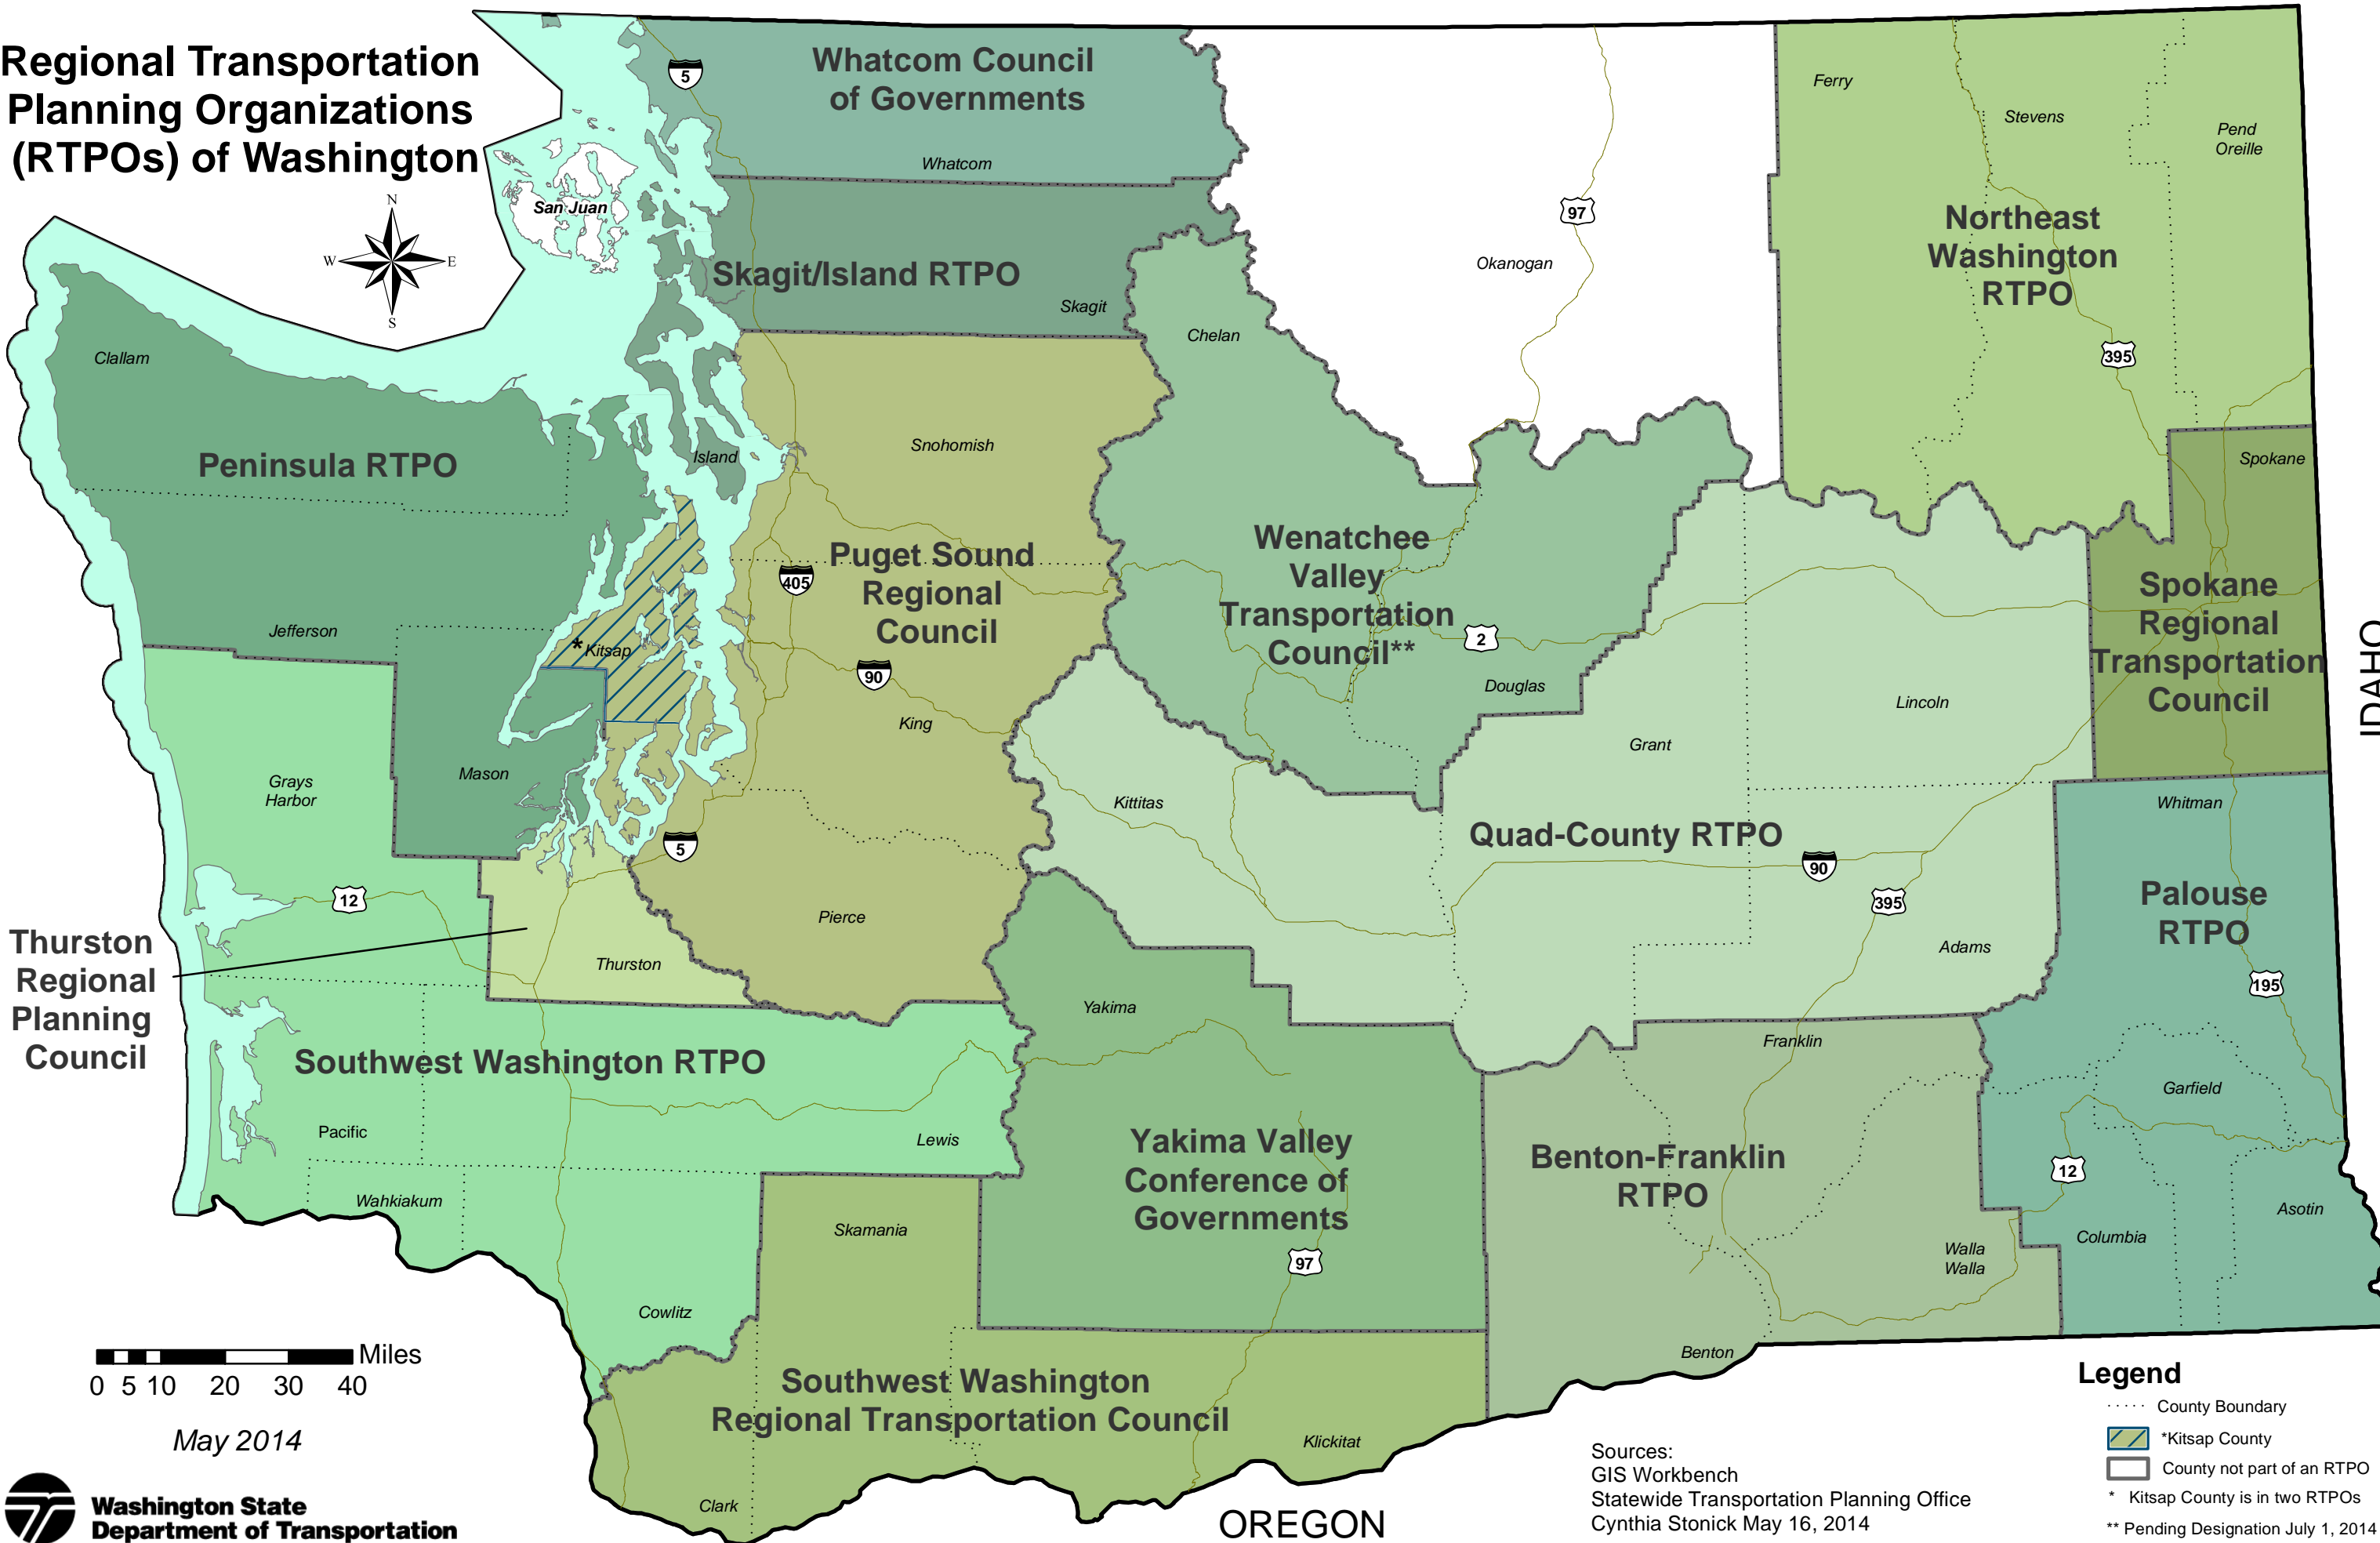 Regional Transportation
Planning Organizations
(RTPOs) of Washington
N
W
E
S
5
Whatcom Council
of Governments
Whatcom
San Juan
Skagit/Island RTPO
Skagit
Okanogan
97
Ferry
Stevens
Pend
Oreille
Northeast
Washington
RTPO
395
Clallam
Peninsula RTPO
Island
Snohomish
Chelan
Jefferson
* Kitsap
Puget Sound
Regional
Council
405
90
King
Wenatchee
Valley
Transportation
Council**
2
Douglas
Spokane
Spokane
Regional
Transportation
Council
IDAHO
Mason
Grays
Harbor
12
5
Pierce
Kittitas
Grant
Lincoln
Quad-County RTPO
90
395
Adams
Whitman
Palouse
RTPO
195
Thurston
Regional
Planning
Council
Thurston
Southwest Washington RTPO
Pacific
Lewis
Wahkiakum
Cowlitz
Yakima
Yakima Valley
Conference of
Governments
97
Franklin
Benton-Franklin
RTPO
Walla
Walla
Benton
Garfield
12
Columbia
Asotin
Skamania
Southwest Washington
Regional Transportation Council
Klickitat
Clark
OREGON
Miles
0 5 10 20 30 40
May 2014
Washington State
Department of Transportation
Sources:
GIS Workbench
Statewide Transportation Planning Office
Cynthia Stonick May 16, 2014
Legend
County Boundary
*Kitsap County
County not part of an RTPO
* Kitsap County is in two RTPOs
** Pending Designation July 1, 2014